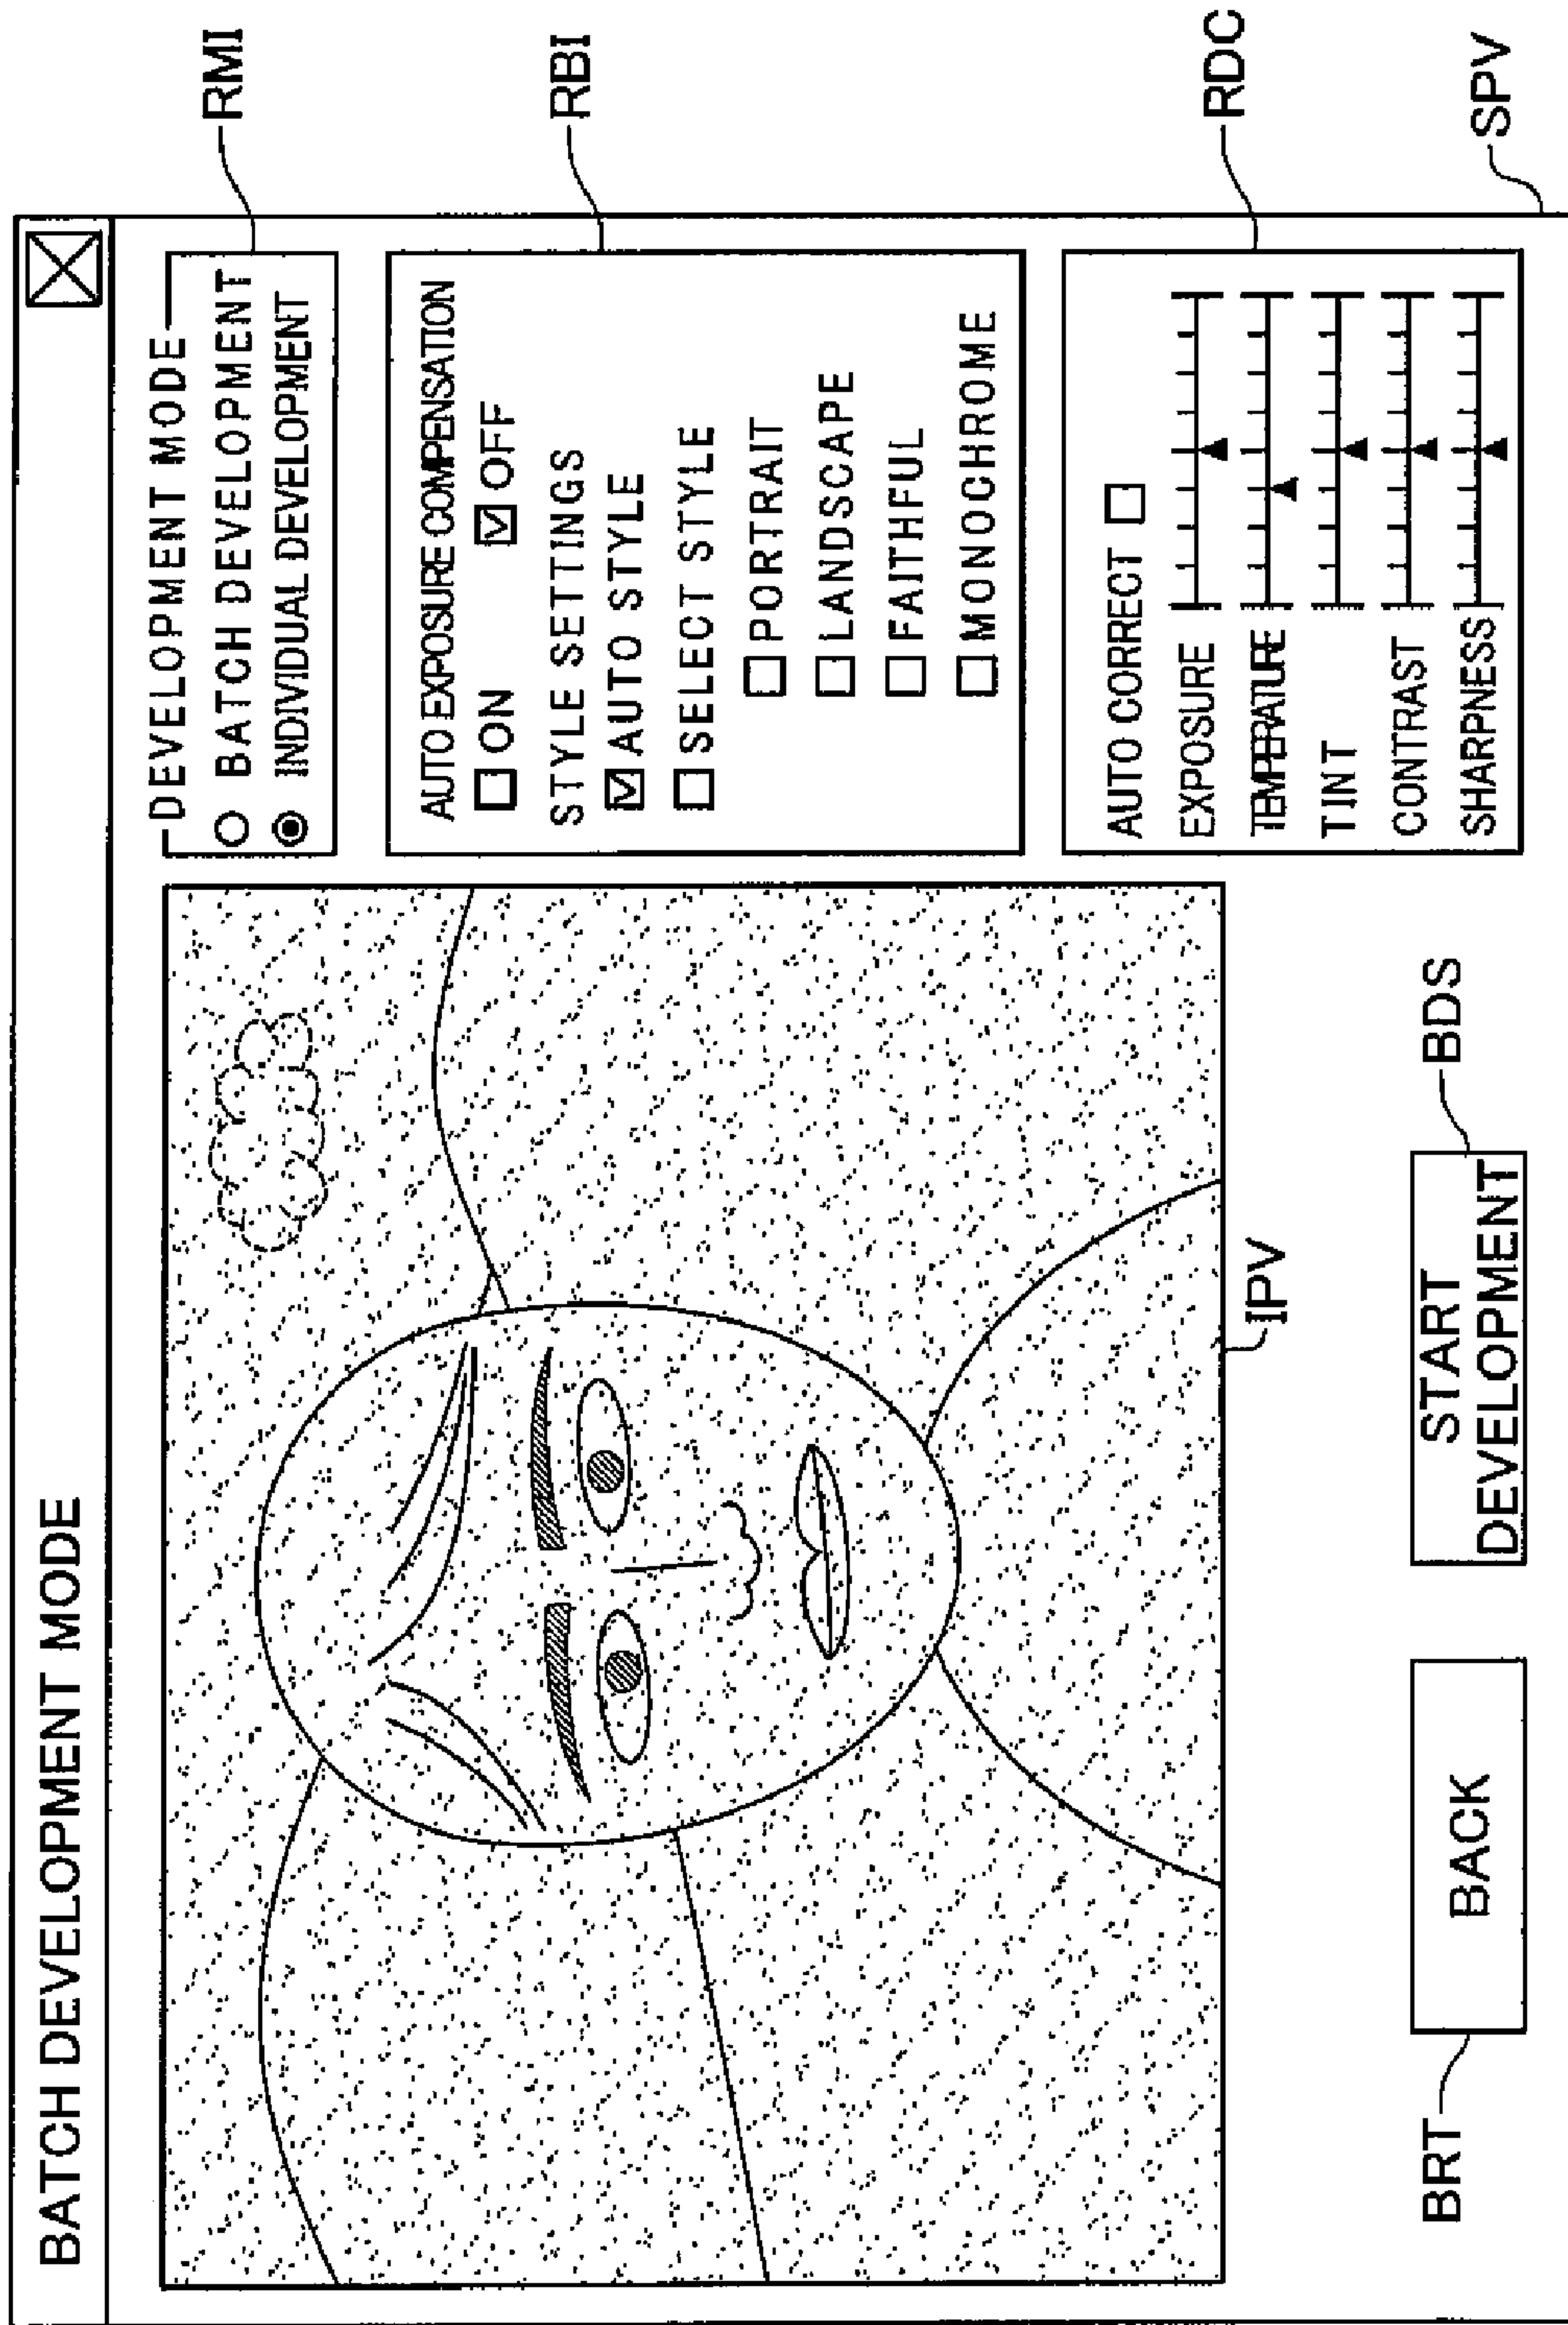 BATCH DEVELOPMENT MODE
DEVELOPMENT MODE
BATCH DEVELOPMENT
INDIVIDUAL DEVELOPMENT
RMI
AUTO EXPOSURE COMPENSATION
ON OFF
STYLE SETTINGS
AUTO STYLE
SELECT STYLE
PORTRAIT
LANDSCAPE
FAITHFUL
MONOCHROME
RBI
AUTO CORRECT
EXPOSURE
TEMPERATURE
TINT
CONTRAST
SHARPNESS
RDC
SPV
IPV
BRT
BACK
START
DEVELOPMENT
BDS